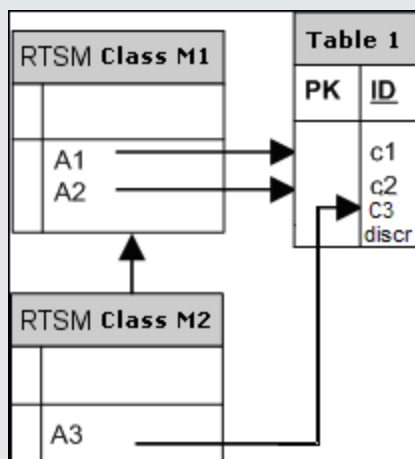 RTSM Class M1
A1
A2
Table 1
PK ID
c1
c2
C3
discr
RTSM Class M2
A3